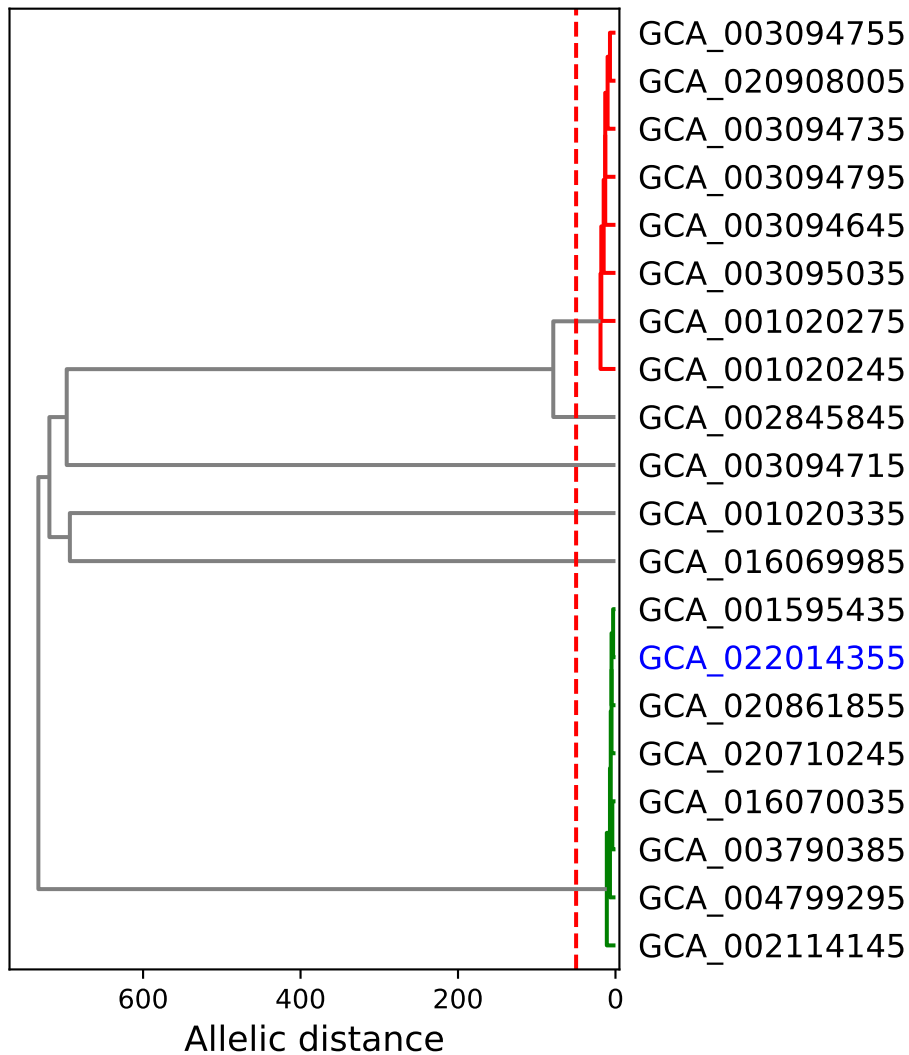 GCA_003094755
GCA_020908005
GCA_003094735
GCA_003094795
GCA_003094645
GCA_003095035
GCA_001020275
GCA_001020245
GCA_002845845
GCA_003094715
GCA_001020335
GCA_016069985
GCA_001595435
GCA_022014355
GCA_020861855
GCA_020710245
GCA_016070035
GCA_003790385
GCA_004799295
GCA_002114145
600 400 200 0
Allelic distance